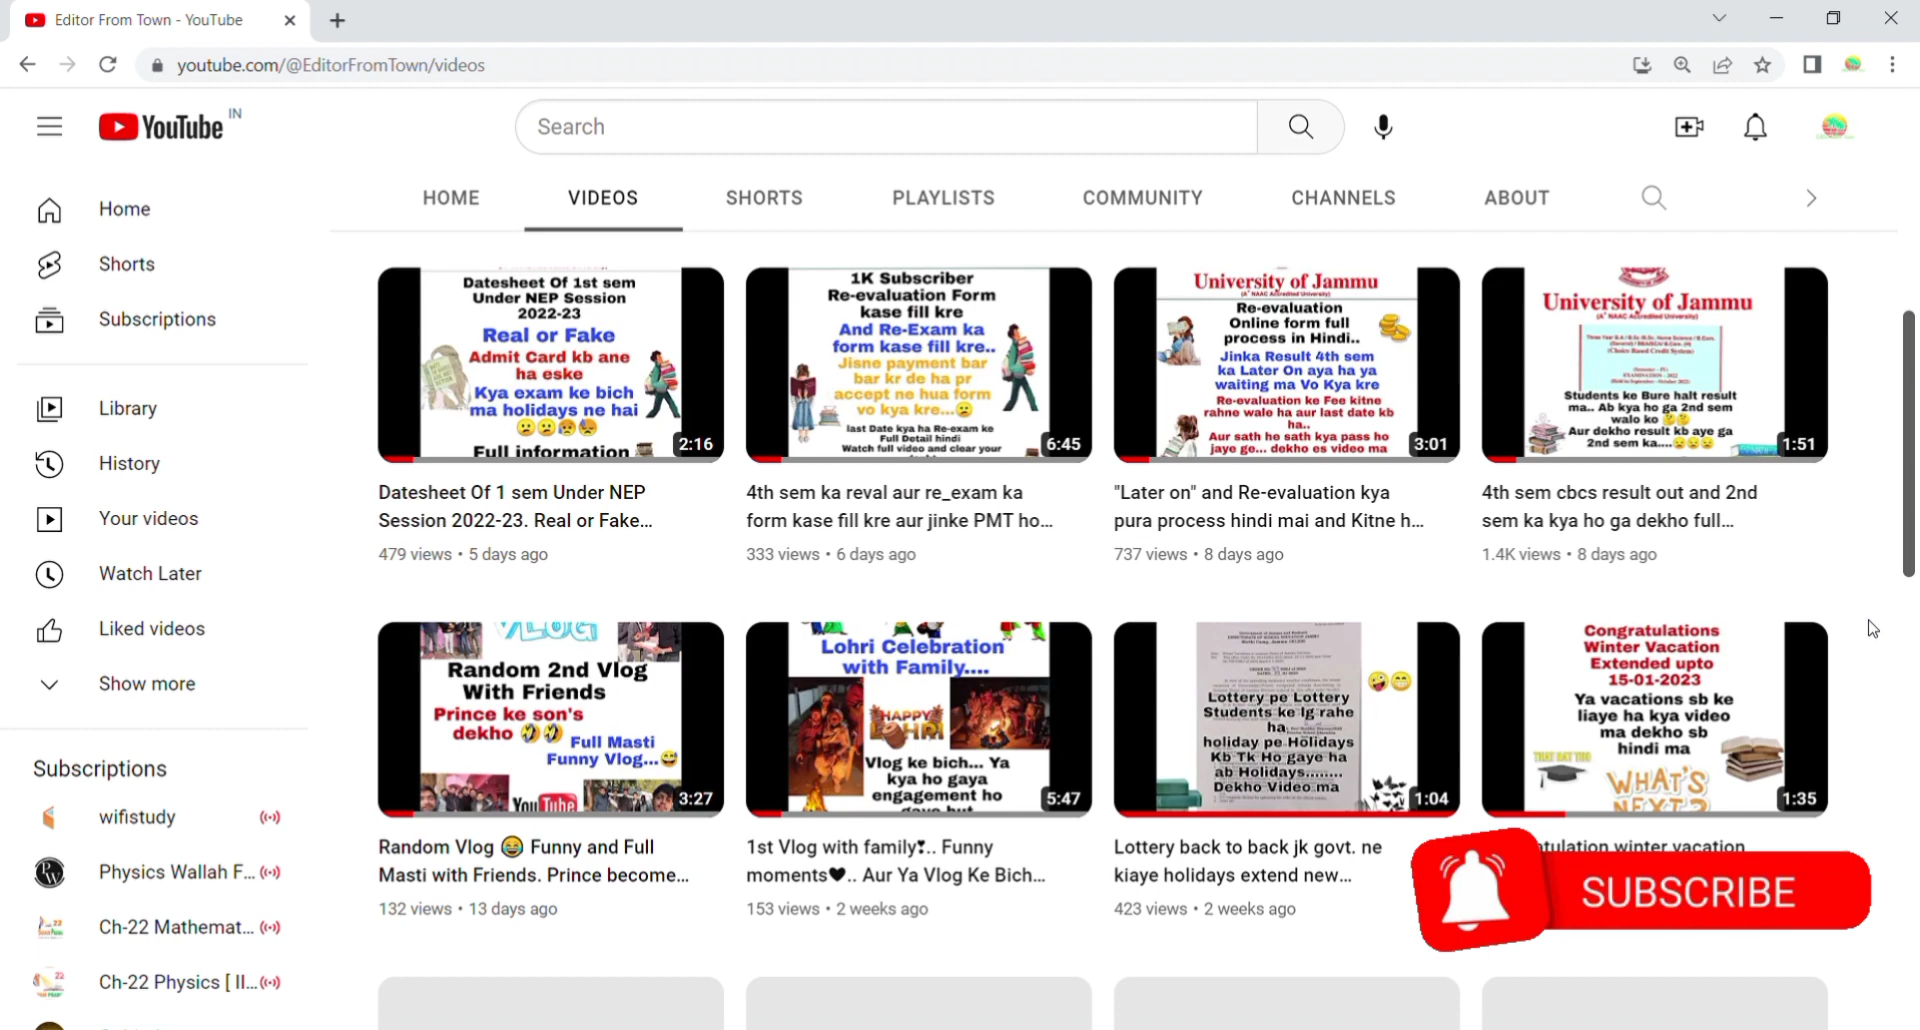 Editor From Town - YouTube
youtube.com/@EditorFromTown/videos
YouTube IN
Search
HOME VIDEOS SHORTS PLAYLISTS COMMUNITY CHANNELS ABOUT
Home
Shorts
Subscriptions
Library
History
Your videos
Watch Later
Liked videos
Show more
Subscriptions
wifistudy
Physics Wallah F...
Ch-22 Mathemat...
Ch-22 Physics [ II...
Datesheet Of 1st sem
Under NEP Session
2022-23
Real or Fake
Admit Card kb ane
ha eske
Kya exam ke bich
ma holidays ne hai
Full information
2:16
Datesheet Of 1 sem Under NEP
Session 2022-23. Real or Fake...
479 views • 5 days ago
1K Subscriber
Re-evaluation Form
kase fill kre
And Re-Exam ka
form kase fill kre..
Jisne payment bar
bar kr de ha pr
accept ne hua form
vo kya kre...
last Date kya ha Re-exam ke
Full Detail hindi
Watch full video and clear your
6:45
4th sem ka reval aur re_exam ka
form kase fill kre aur jinke PMT ho...
333 views • 6 days ago
University of Jammu
(A+ NAAC Accredited University)
Re-evaluation
Online form full
process in Hindi..
Jinka Result 4th sem
ka Later On aya ha ya
waiting ma Vo Kya kre
Re-evaluation ke Fee kitne
rahne wale ha aur last date kb
ha..
Aur sath he sath kya pass ho
jaye ge... dekho es video ma
3:01
"Later on" and Re-evaluation kya
pura process hindi mai and Kitne h...
737 views • 8 days ago
University of Jammu
(A+ NAAC Accredited University)
(Choice Based Credit System)
Students ke Bure halt result
ma.. Ab kya ho ga 2nd sem
walo ko
Aur dekho result kb aye ga
2nd sem ka....
1:51
4th sem cbcs result out and 2nd
sem ka kya ho ga dekho full...
1.4K views • 8 days ago
VLOG
Random 2nd Vlog
With Friends
Prince ke son's
dekho
Full Masti
Funny Vlog...
YouTube
3:27
Random Vlog 😂 Funny and Full
Masti with Friends. Prince become...
132 views • 13 days ago
Lohri Celebration
with Family....
HAPPY
LOHRI
Vlog ke bich... Ya
kya ho gaya
engagement ho
gaye but
5:47
1st Vlog with family❣.. Funny
moments♥.. Aur Ya Vlog Ke Bich...
153 views • 2 weeks ago
Lottery pe Lottery
Students ke lg rahe
ha
holiday pe Holidays
Kb Tk Ho gaye ha
ab Holidays........
Dekho Video ma
1:04
Lottery back to back jk govt. ne
kiaye holidays extend new...
423 views • 2 weeks ago
Congratulations
Winter Vacation
Extended upto
15-01-2023
Ya vacations sb ke
liaye ha kya video
ma dekho sb
hindi ma
WHAT'S
NEXT?
1:35
tulation winter vacation
SUBSCRIBE